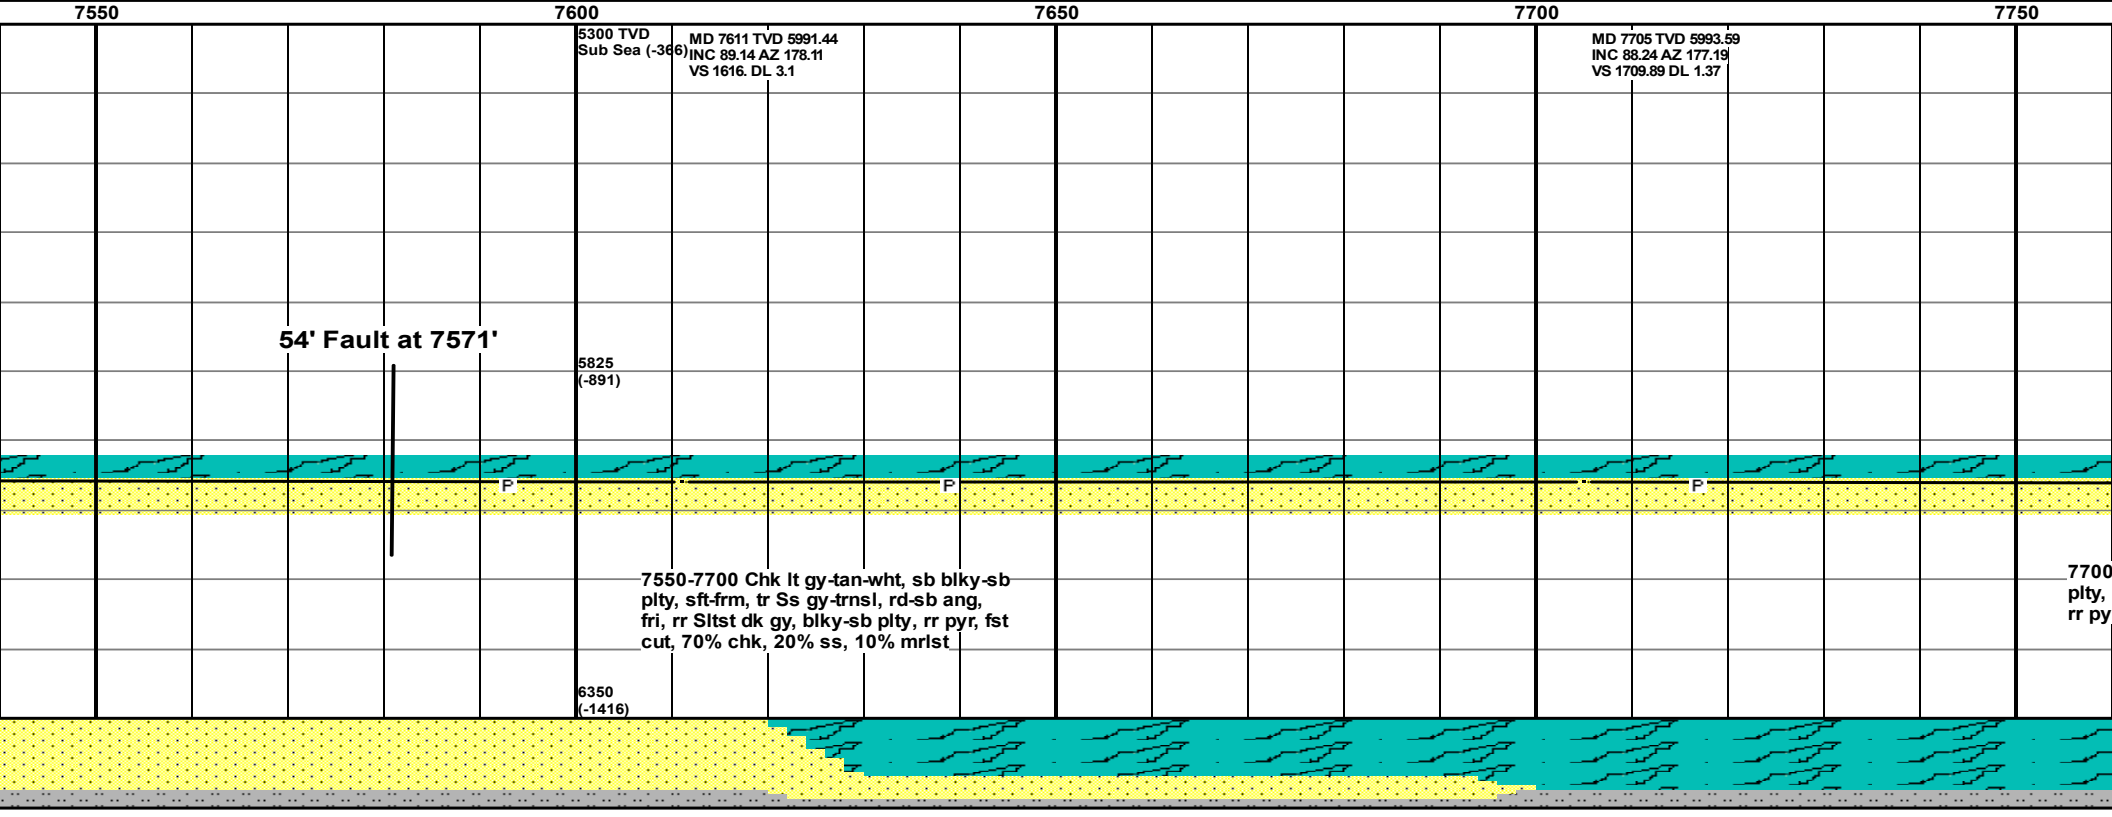 7550 7600 7650 7700 7750
5300 TVD
Sub Sea (-366)
MD 7611 TVD 5991.44
INC 89.14 AZ 178.11
VS 1616. DL 3.1
MD 7705 TVD 5993.59
INC 88.24 AZ 177.19
VS 1709.89 DL 1.37
54' Fault at 7571'
5825
(-891)
P P P
7550-7700 Chk lt gy-tan-wht, sb blky-sb
plty, sft-frm, tr Ss gy-trnsl, rd-sb ang,
fri, rr Sltst dk gy, blky-sb plty, rr pyr, fst
cut, 70% chk, 20% ss, 10% mrlst
7700
plty,
rr py
6350
(-1416)